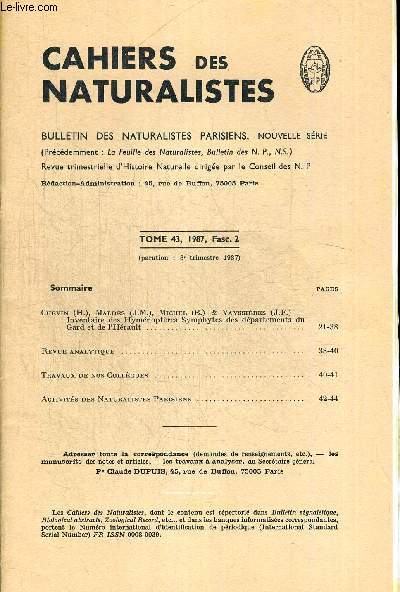 CAHIERS DES
NATURALISTES
BULLETIN DES NATURALISTES PARISIENS, NOUVELLE SÉRIE
(Précédemment : La Feuille des Naturalistes, Bulletin des N. P., N.S.)
Revue trimestrielle d'Histoire Naturelle dirigée par le Conseil des N. P.
Rédaction-Administration : 45, rue de Buffon, 75005 Paris
TOME 43, 1987, Fasc. 2
(parution : trimestre 1987)
Sommaire PAGES
(H.), (J.M.), (B.) & (J.F.)
Inventaire des Hyménoptères Symphytes des départements du
Gard et de l'Hérault 21-38
REVUE ANALYTIQUE 38-40
TRAVAUX DE NOS COLLÈGUES 40-41
ACTIVITÉS DES NATURALISTES PARISIENS 42-44
Adresser toute la correspondance (demandes de renseignements, etc.), — les
manuscrits des notes et articles, — les travaux à analyser, au Secrétaire général
Pr Claude DUPUIS, 45, rue de Buffon, 75005 Paris
Les Cahiers des Naturalistes, dont le contenu est répertorié dans Bulletin signalétique,
Biological abstracts, Zoological Record, etc., et dans les banques informatisées correspondantes,
portent le Numéro international d'identification de périodique (International Standard
Serial Number) FR ISSN 0008-0039.